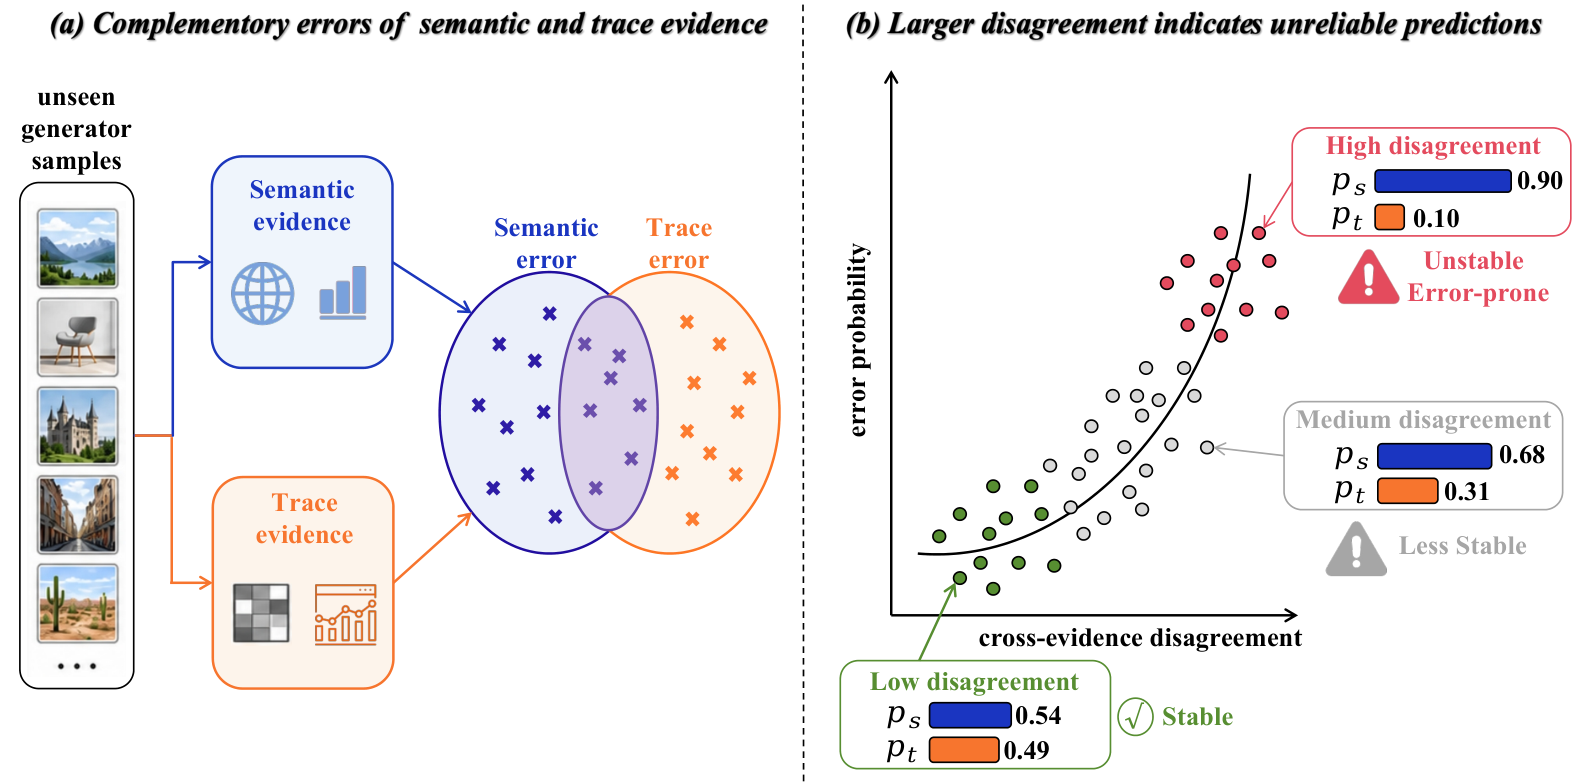 (a) Complementory errors of semantic and trace evidence
unseen
generator
samples
Semantic
evidence
Trace
evidence
Semantic
error
Trace
error
(b) Larger disagreement indicates unreliable predictions
error probability
cross-evidence disagreement
High disagreement
p_s 0.90
p_t 0.10
Unstable
Error-prone
Medium disagreement
p_s 0.68
p_t 0.31
Less Stable
Low disagreement
p_s 0.54
p_t 0.49
Stable